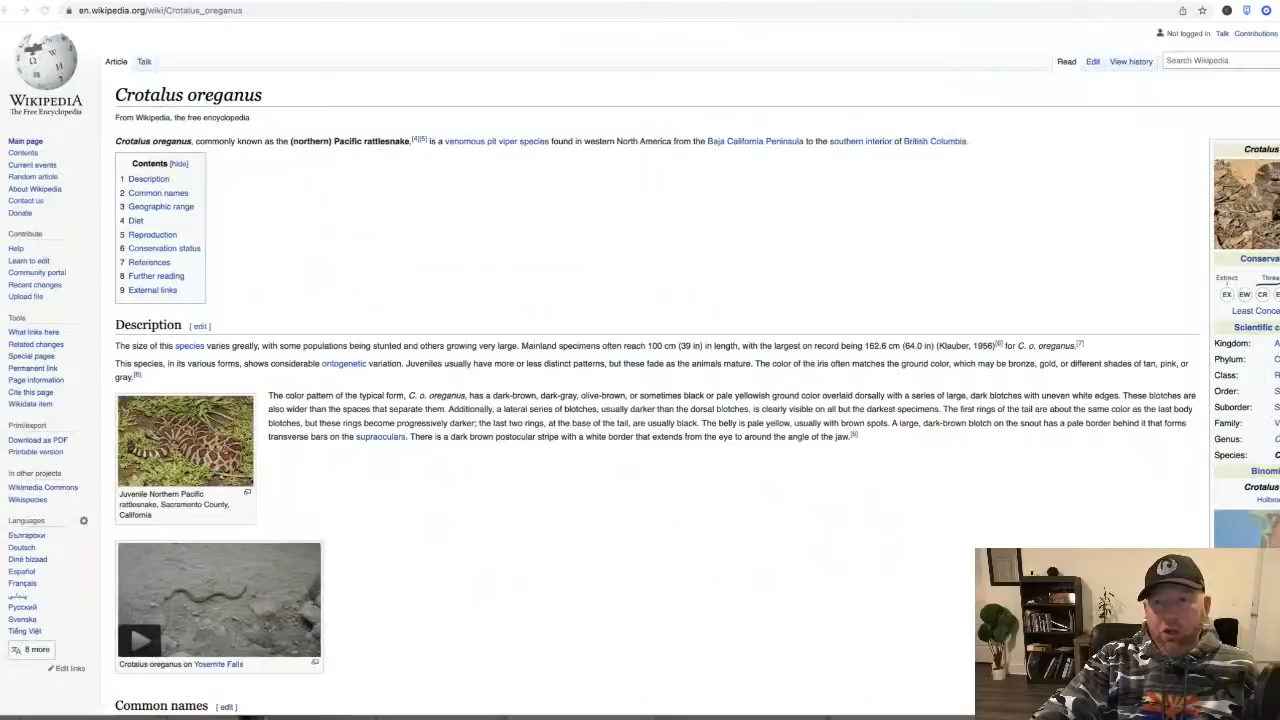 en.wikipedia.org/wiki/Crotalus_oreganus
Not logged in Talk Contributions
Article Talk
Read Edit View history Search Wikipedia
WIKIPEDIA
The Free Encyclopedia
Crotalus oreganus
From Wikipedia, the free encyclopedia
Crotalus oreganus, commonly known as the (northern) Pacific rattlesnake,[4][5] is a venomous pit viper species found in western North America from the Baja California Peninsula to the southern interior of British Columbia.
Main page
Contents
Current events
Random article
About Wikipedia
Contact us
Donate
Contribute
Help
Learn to edit
Community portal
Recent changes
Upload file
Tools
What links here
Related changes
Special pages
Permanent link
Page information
Cite this page
Wikidata item
Print/export
Download as PDF
Printable version
In other projects
Wikimedia Commons
Wikispecies
Languages
Български
Deutsch
Diné bizaad
Español
Français
پنجابی
Русский
Svenska
Tiếng Việt
8 more
Edit links
Contents [hide]
1 Description
2 Common names
3 Geographic range
4 Diet
5 Reproduction
6 Conservation status
7 References
8 Further reading
9 External links
Description [ edit ]
The size of this species varies greatly, with some populations being stunted and others growing very large. Mainland specimens often reach 100 cm (39 in) in length, with the largest on record being 162.6 cm (64.0 in) (Klauber, 1956)[6] for C. o. oreganus.[7]
This species, in its various forms, shows considerable ontogenetic variation. Juveniles usually have more or less distinct patterns, but these fade as the animals mature. The color of the iris often matches the ground color, which may be bronze, gold, or different shades of tan, pink, or
gray.[6]
The color pattern of the typical form, C. o. oreganus, has a dark-brown, dark-gray, olive-brown, or sometimes black or pale yellowish ground color overlaid dorsally with a series of large, dark blotches with uneven white edges. These blotches are
also wider than the spaces that separate them. Additionally, a lateral series of blotches, usually darker than the dorsal blotches, is clearly visible on all but the darkest specimens. The first rings of the tail are about the same color as the last body
blotches, but these rings become progressively darker; the last two rings, at the base of the tail, are usually black. The belly is pale yellow, usually with brown spots. A large, dark-brown blotch on the snout has a pale border behind it that forms
transverse bars on the supraoculars. There is a dark brown postocular stripe with a white border that extends from the eye to around the angle of the jaw.[6]
Juvenile Northern Pacific
rattlesnake, Sacramento County,
California
Crotalus oreganus on Yosemite Falls
Common names [ edit ]
Crotalus
Conserva
Extinct Threa
EX EW CR E
Least Conce
Scientific c
Kingdom: A
Phylum: C
Class: R
Order: S
Suborder: S
Family: V
Genus: C
Species: C
Binomi
Crotalus
Holbroo